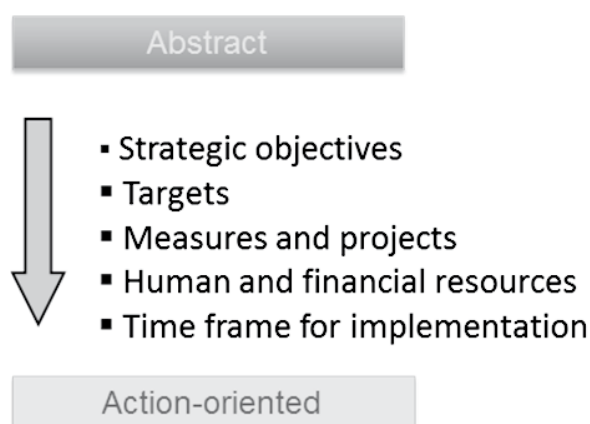 Abstract
▪ Strategic objectives
▪ Targets
▪ Measures and projects
▪ Human and financial resources
▪ Time frame for implementation
Action-oriented